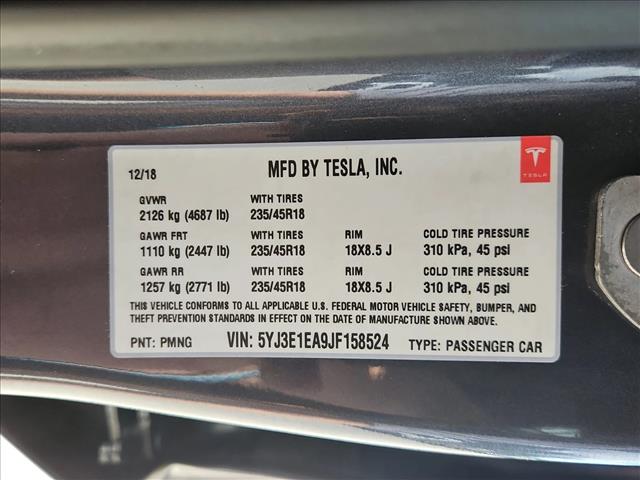 12/18 MFD BY TESLA, INC.
TESLA
GVWR WITH TIRES
2126 kg (4687 lb) 235/45R18
GAWR FRT WITH TIRES RIM COLD TIRE PRESSURE
1110 kg (2447 lb) 235/45R18 18X8.5 J 310 kPa, 45 psi
GAWR RR WITH TIRES RIM COLD TIRE PRESSURE
1257 kg (2771 lb) 235/45R18 18X8.5 J 310 kPa, 45 psi
THIS VEHICLE CONFORMS TO ALL APPLICABLE U.S. FEDERAL MOTOR VEHICLE SAFETY, BUMPER, AND
THEFT PREVENTION STANDARDS IN EFFECT ON THE DATE OF MANUFACTURE SHOWN ABOVE.
PNT: PMNG VIN: 5YJ3E1EA9JF158524 TYPE: PASSENGER CAR